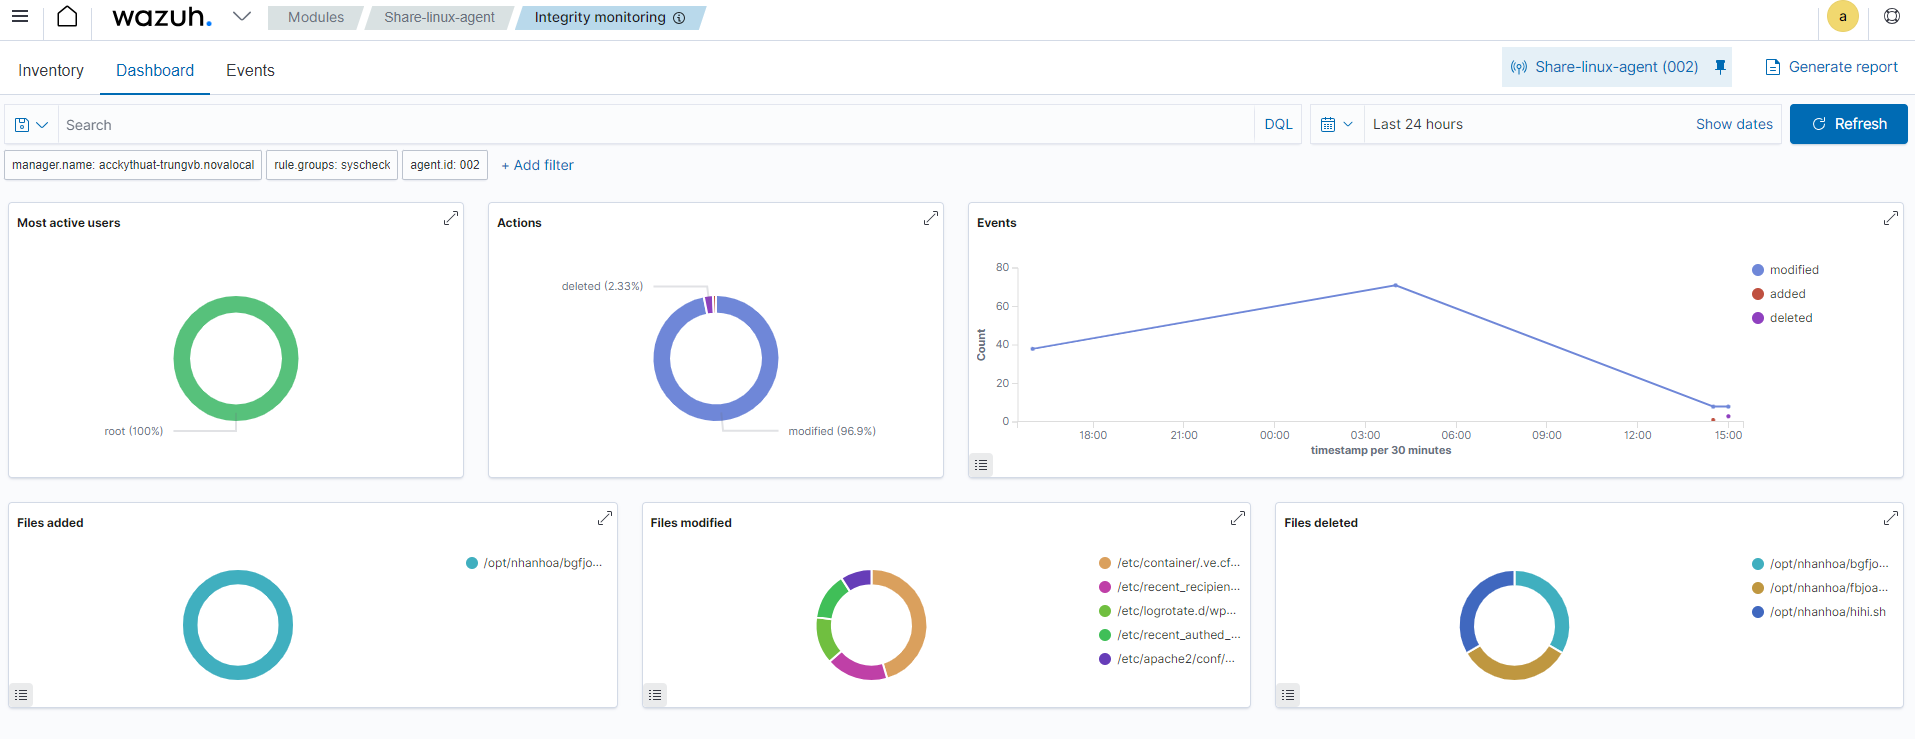 wazuh. Modules Share-linux-agent Integrity monitoring a
Inventory Dashboard Events Share-linux-agent (002) Generate report
Search DQL Last 24 hours Show dates Refresh
manager.name: acckythuat-trungvb.novalocal rule.groups: syscheck agent.id: 002 + Add filter
Most active users
root (100%)
Actions
deleted (2.33%)
modified (96.9%)
Events
80
60
40
20
0
Count
18:00 21:00 00:00 03:00 06:00 09:00 12:00 15:00
timestamp per 30 minutes
modified
added
deleted
Files added
/opt/nhanhoa/bgfjo...
Files modified
/etc/container/.ve.cf...
/etc/recent_recipien...
/etc/logrotate.d/wp...
/etc/recent_authed_...
/etc/apache2/conf/...
Files deleted
/opt/nhanhoa/bgfjo...
/opt/nhanhoa/fbjoa...
/opt/nhanhoa/hihi.sh